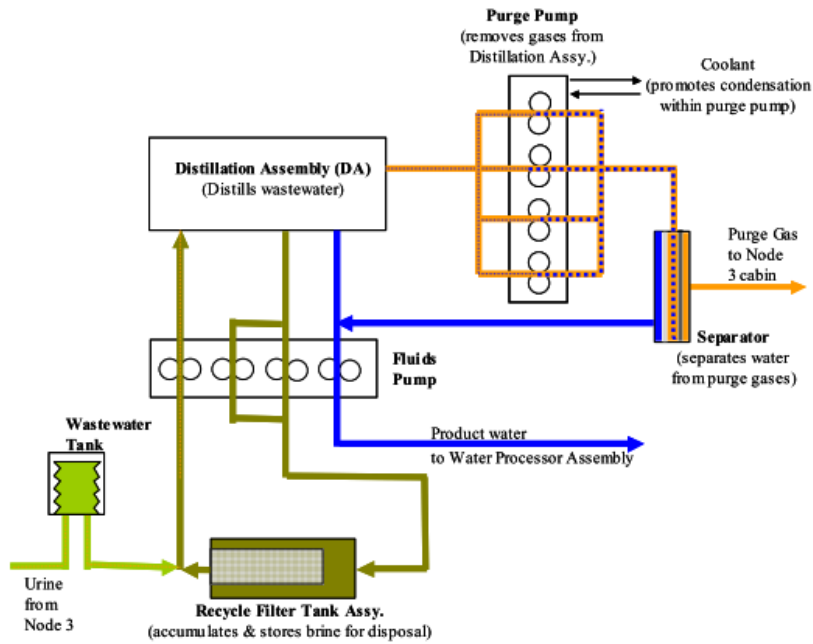 Purge Pump
(removes gases from
Distillation Assy.)
Coolant
(promotes condensation
within purge pump)
Distillation Assembly (DA)
(Distills wastewater)
Purge Gas
to Node
3 cabin
Separator
(separates water
from purge gases)
Fluids
Pump
Wastewater
Tank
Product water
to Water Processor Assembly
Urine
from
Node 3
Recycle Filter Tank Assy.
(accumulates & stores brine for disposal)